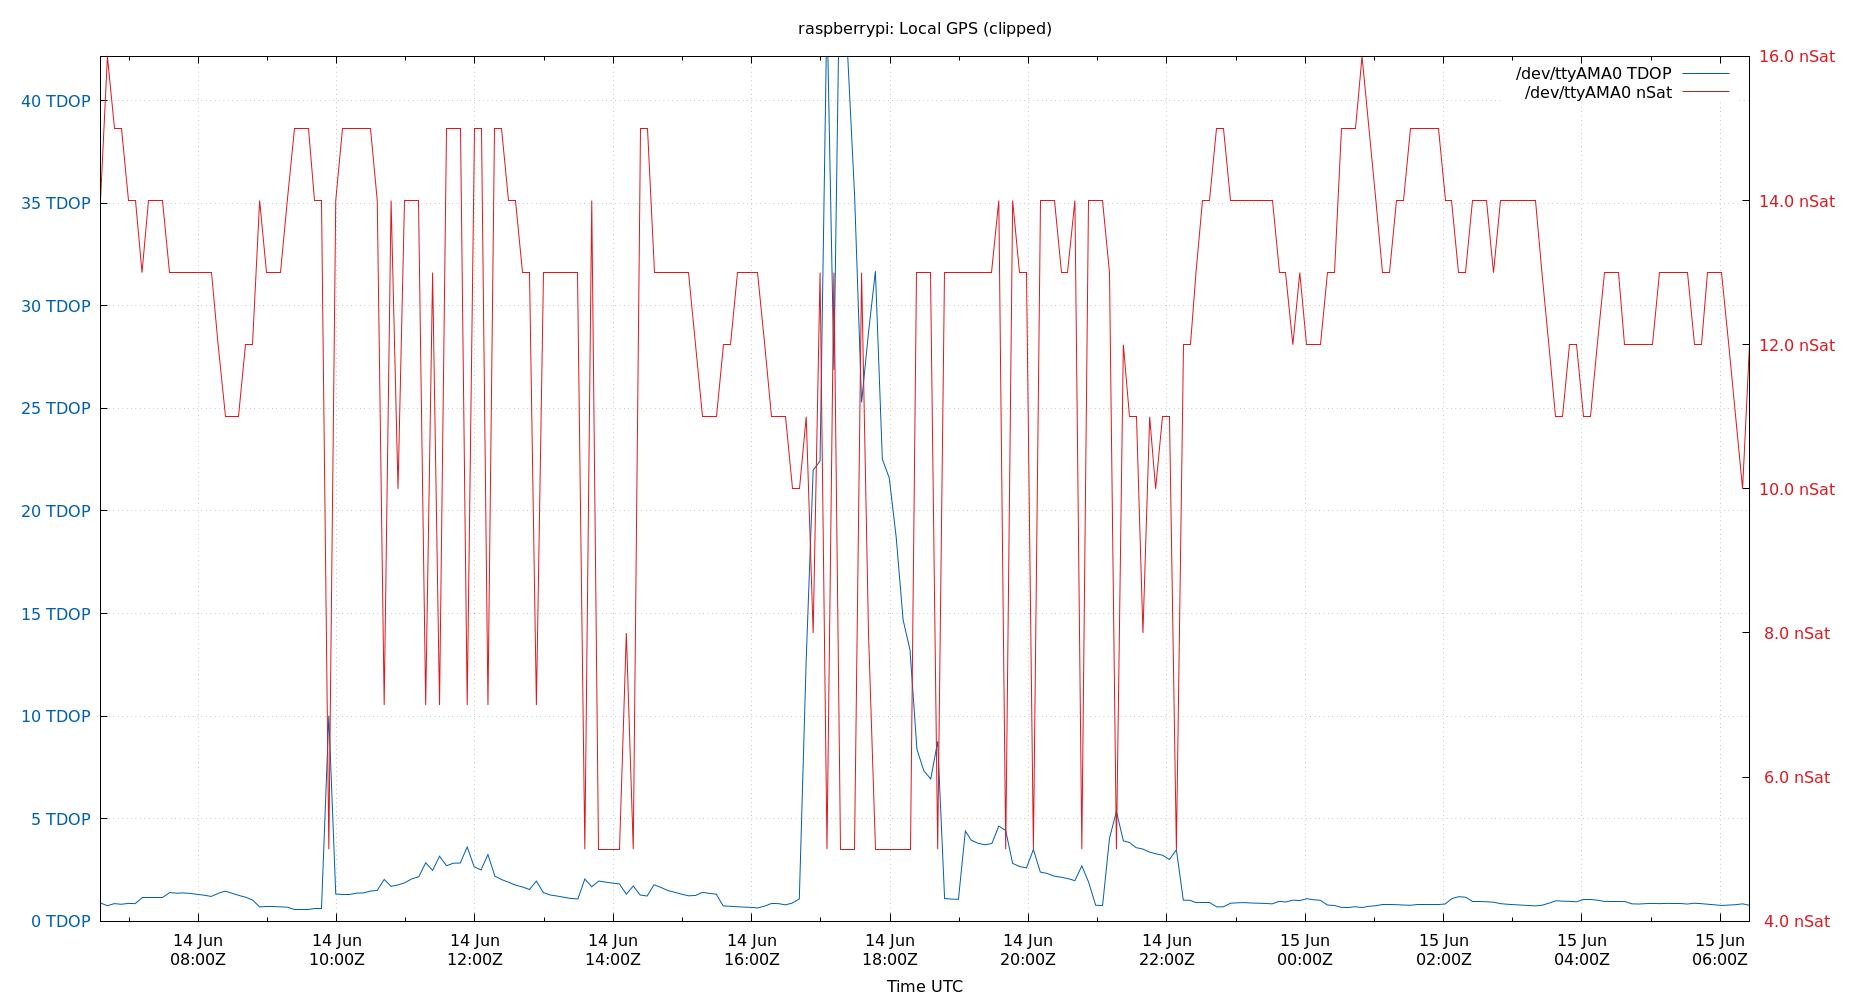 raspberrypi: Local GPS (clipped)
/dev/ttyAMA0 TDOP
/dev/ttyAMA0 nSat
40 TDOP
35 TDOP
30 TDOP
25 TDOP
20 TDOP
15 TDOP
10 TDOP
5 TDOP
0 TDOP
16.0 nSat
14.0 nSat
12.0 nSat
10.0 nSat
8.0 nSat
6.0 nSat
4.0 nSat
14 Jun 14 Jun 14 Jun 14 Jun 14 Jun 14 Jun 14 Jun 14 Jun 15 Jun 15 Jun 15 Jun 15 Jun
08:00Z 10:00Z 12:00Z 14:00Z 16:00Z 18:00Z 20:00Z 22:00Z 00:00Z 02:00Z 04:00Z 06:00Z
Time UTC